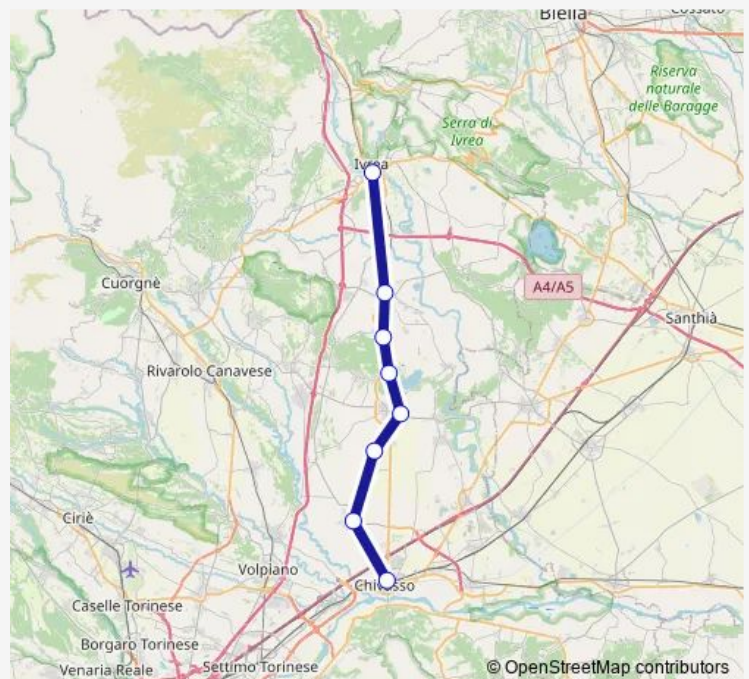 Biella
Cossato
Riserva
naturale
delle Baragge
Serra di
Ivrea
Ivrea
Cuorgnè
A4/A5
Santhià
Rivarolo Canavese
Ciriè
Volpiano
Chivasso
Caselle Torinese
Borgaro Torinese
Venaria Reale
Settimo Torinese
© OpenStreetMap contributors